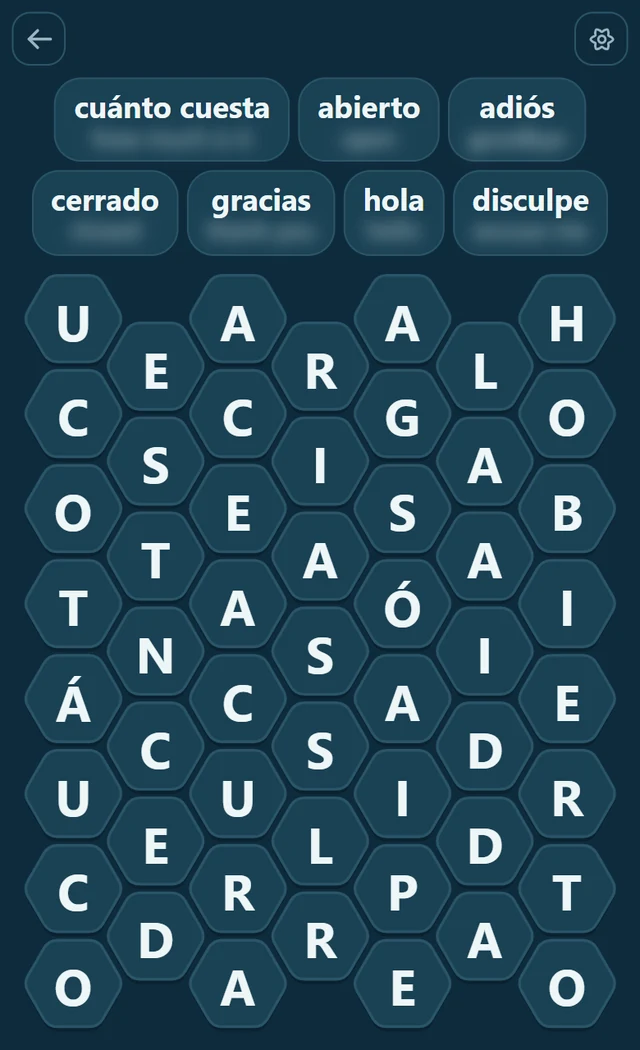 cuánto cuesta abierto adiós
cerrado gracias hola disculpe
U A A H
E R L
C C G O
S I A
O E S B
T A A
T A Ó I
N S I
Á C A E
C S D
U U I R
E L D
C R P T
D R A
O A E O